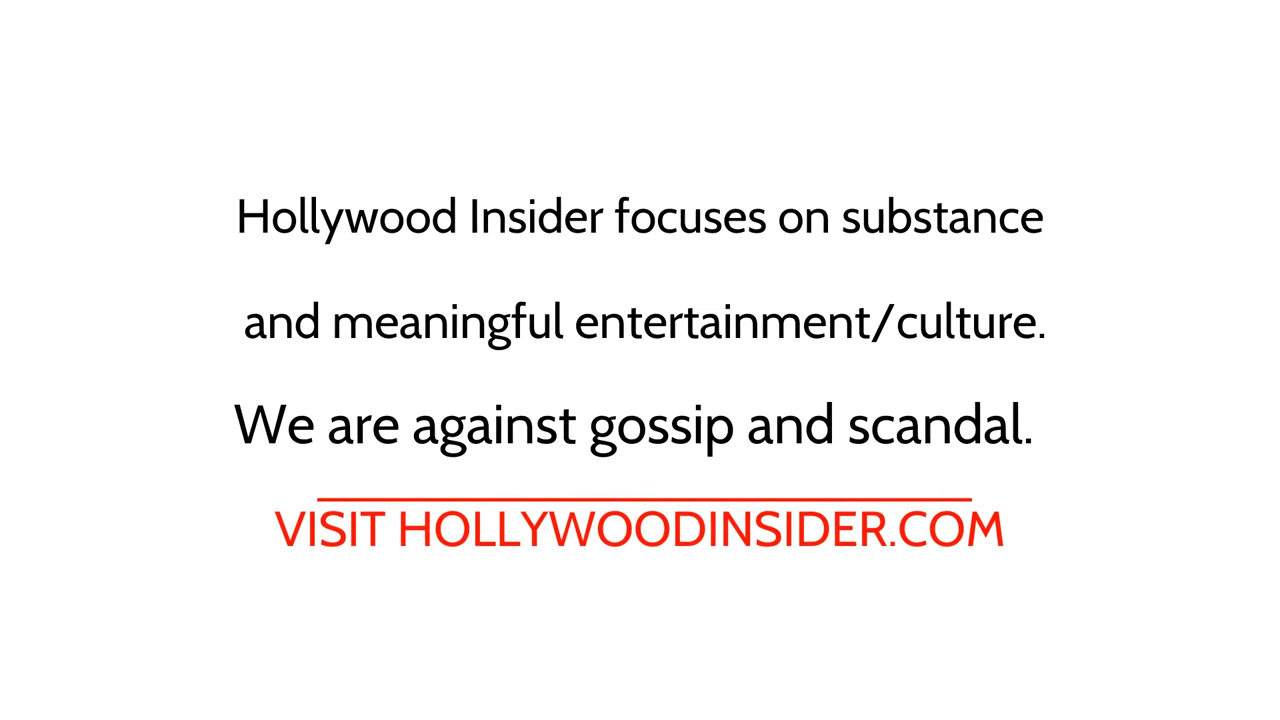 Hollywood Insider focuses on substance
and meaningful entertainment/culture.
We are against gossip and scandal.
VISIT HOLLYWOODINSIDER.COM